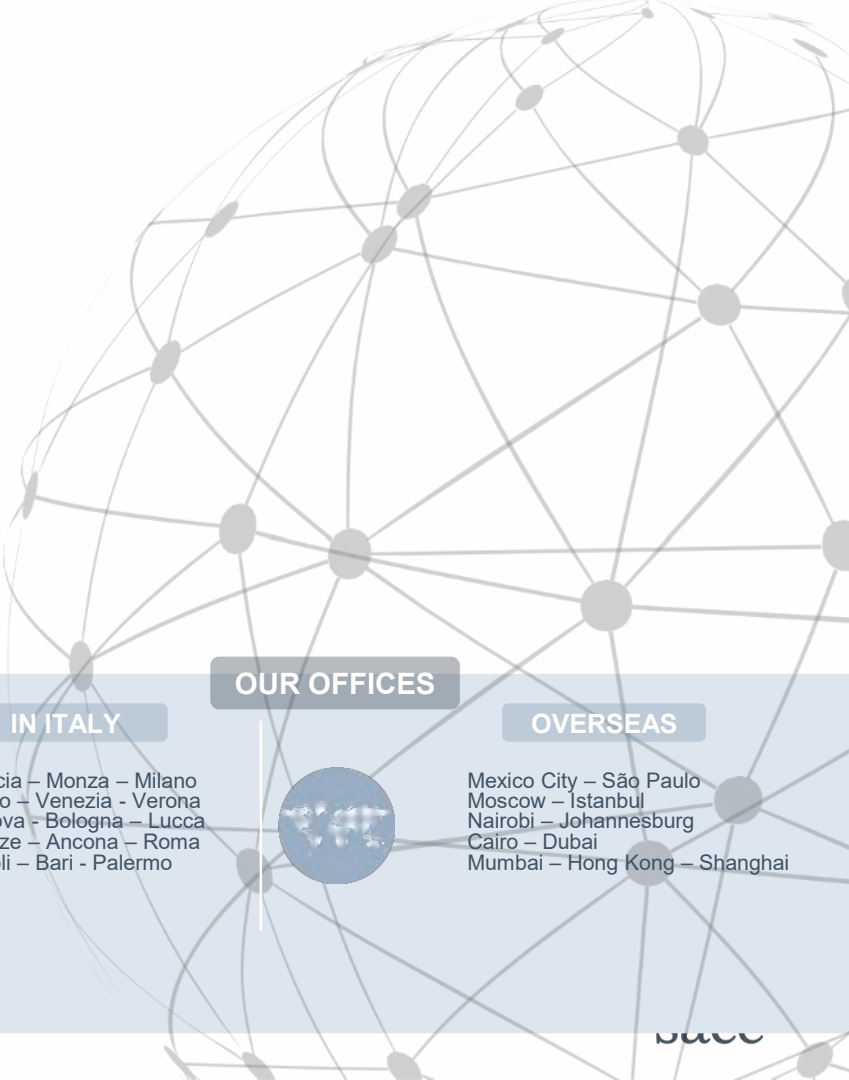 OUR OFFICES
IN ITALY
– Monza – Milano
– Venezia - Verona
- Bologna – Lucca
– Ancona – Roma
– Bari - Palermo
OVERSEAS
Mexico City – São Paulo
Moscow – Istanbul
Nairobi – Johannesburg
Cairo – Dubai
Mumbai – Hong Kong – Shanghai